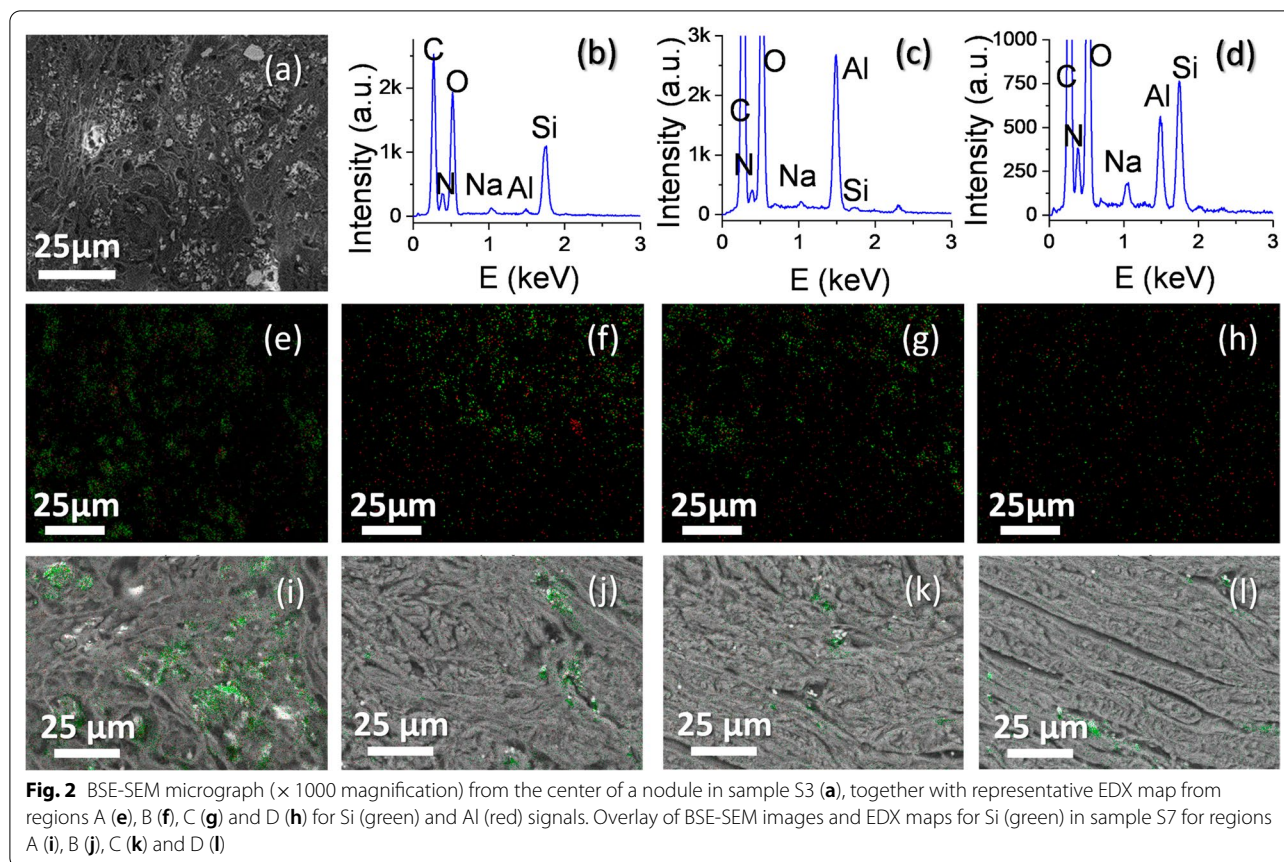 (a)
25μm
(b)
Intensity (a.u.)
2k
1k
0
C
O
N
Na
Al
Si
0 1 2 3
E (keV)
(c)
Intensity (a.u.)
3k
2k
1k
0
C
O
N
Na
Al
Si
0 1 2 3
E (keV)
(d)
Intensity (a.u.)
1000
750
500
250
0
C
O
N
Na
Al
Si
0 1 2 3
E (keV)
(e)
25μm
(f)
25μm
(g)
25μm
(h)
25μm
(i)
25 μm
(j)
25 μm
(k)
25 μm
(l)
25 μm
Fig. 2 BSE-SEM micrograph (× 1000 magnification) from the center of a nodule in sample S3 (a), together with representative EDX map from
regions A (e), B (f), C (g) and D (h) for Si (green) and Al (red) signals. Overlay of BSE-SEM images and EDX maps for Si (green) in sample S7 for regions
A (i), B (j), C (k) and D (l)